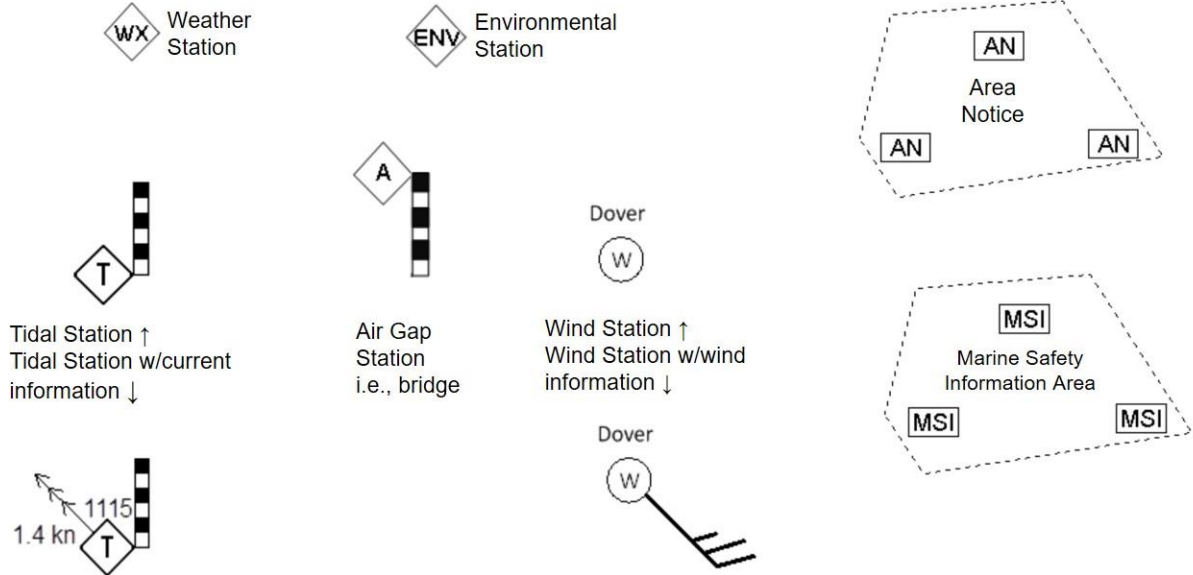 WX
Weather
Station
ENV
Environmental
Station
AN
Area
Notice
AN
AN
A
T
Dover
W
Tidal Station ↑
Tidal Station w/current
information ↓
Air Gap
Station
i.e., bridge
Wind Station ↑
Wind Station w/wind
information ↓
MSI
Marine Safety
Information Area
MSI
MSI
1115
1.4 kn
T
Dover
W